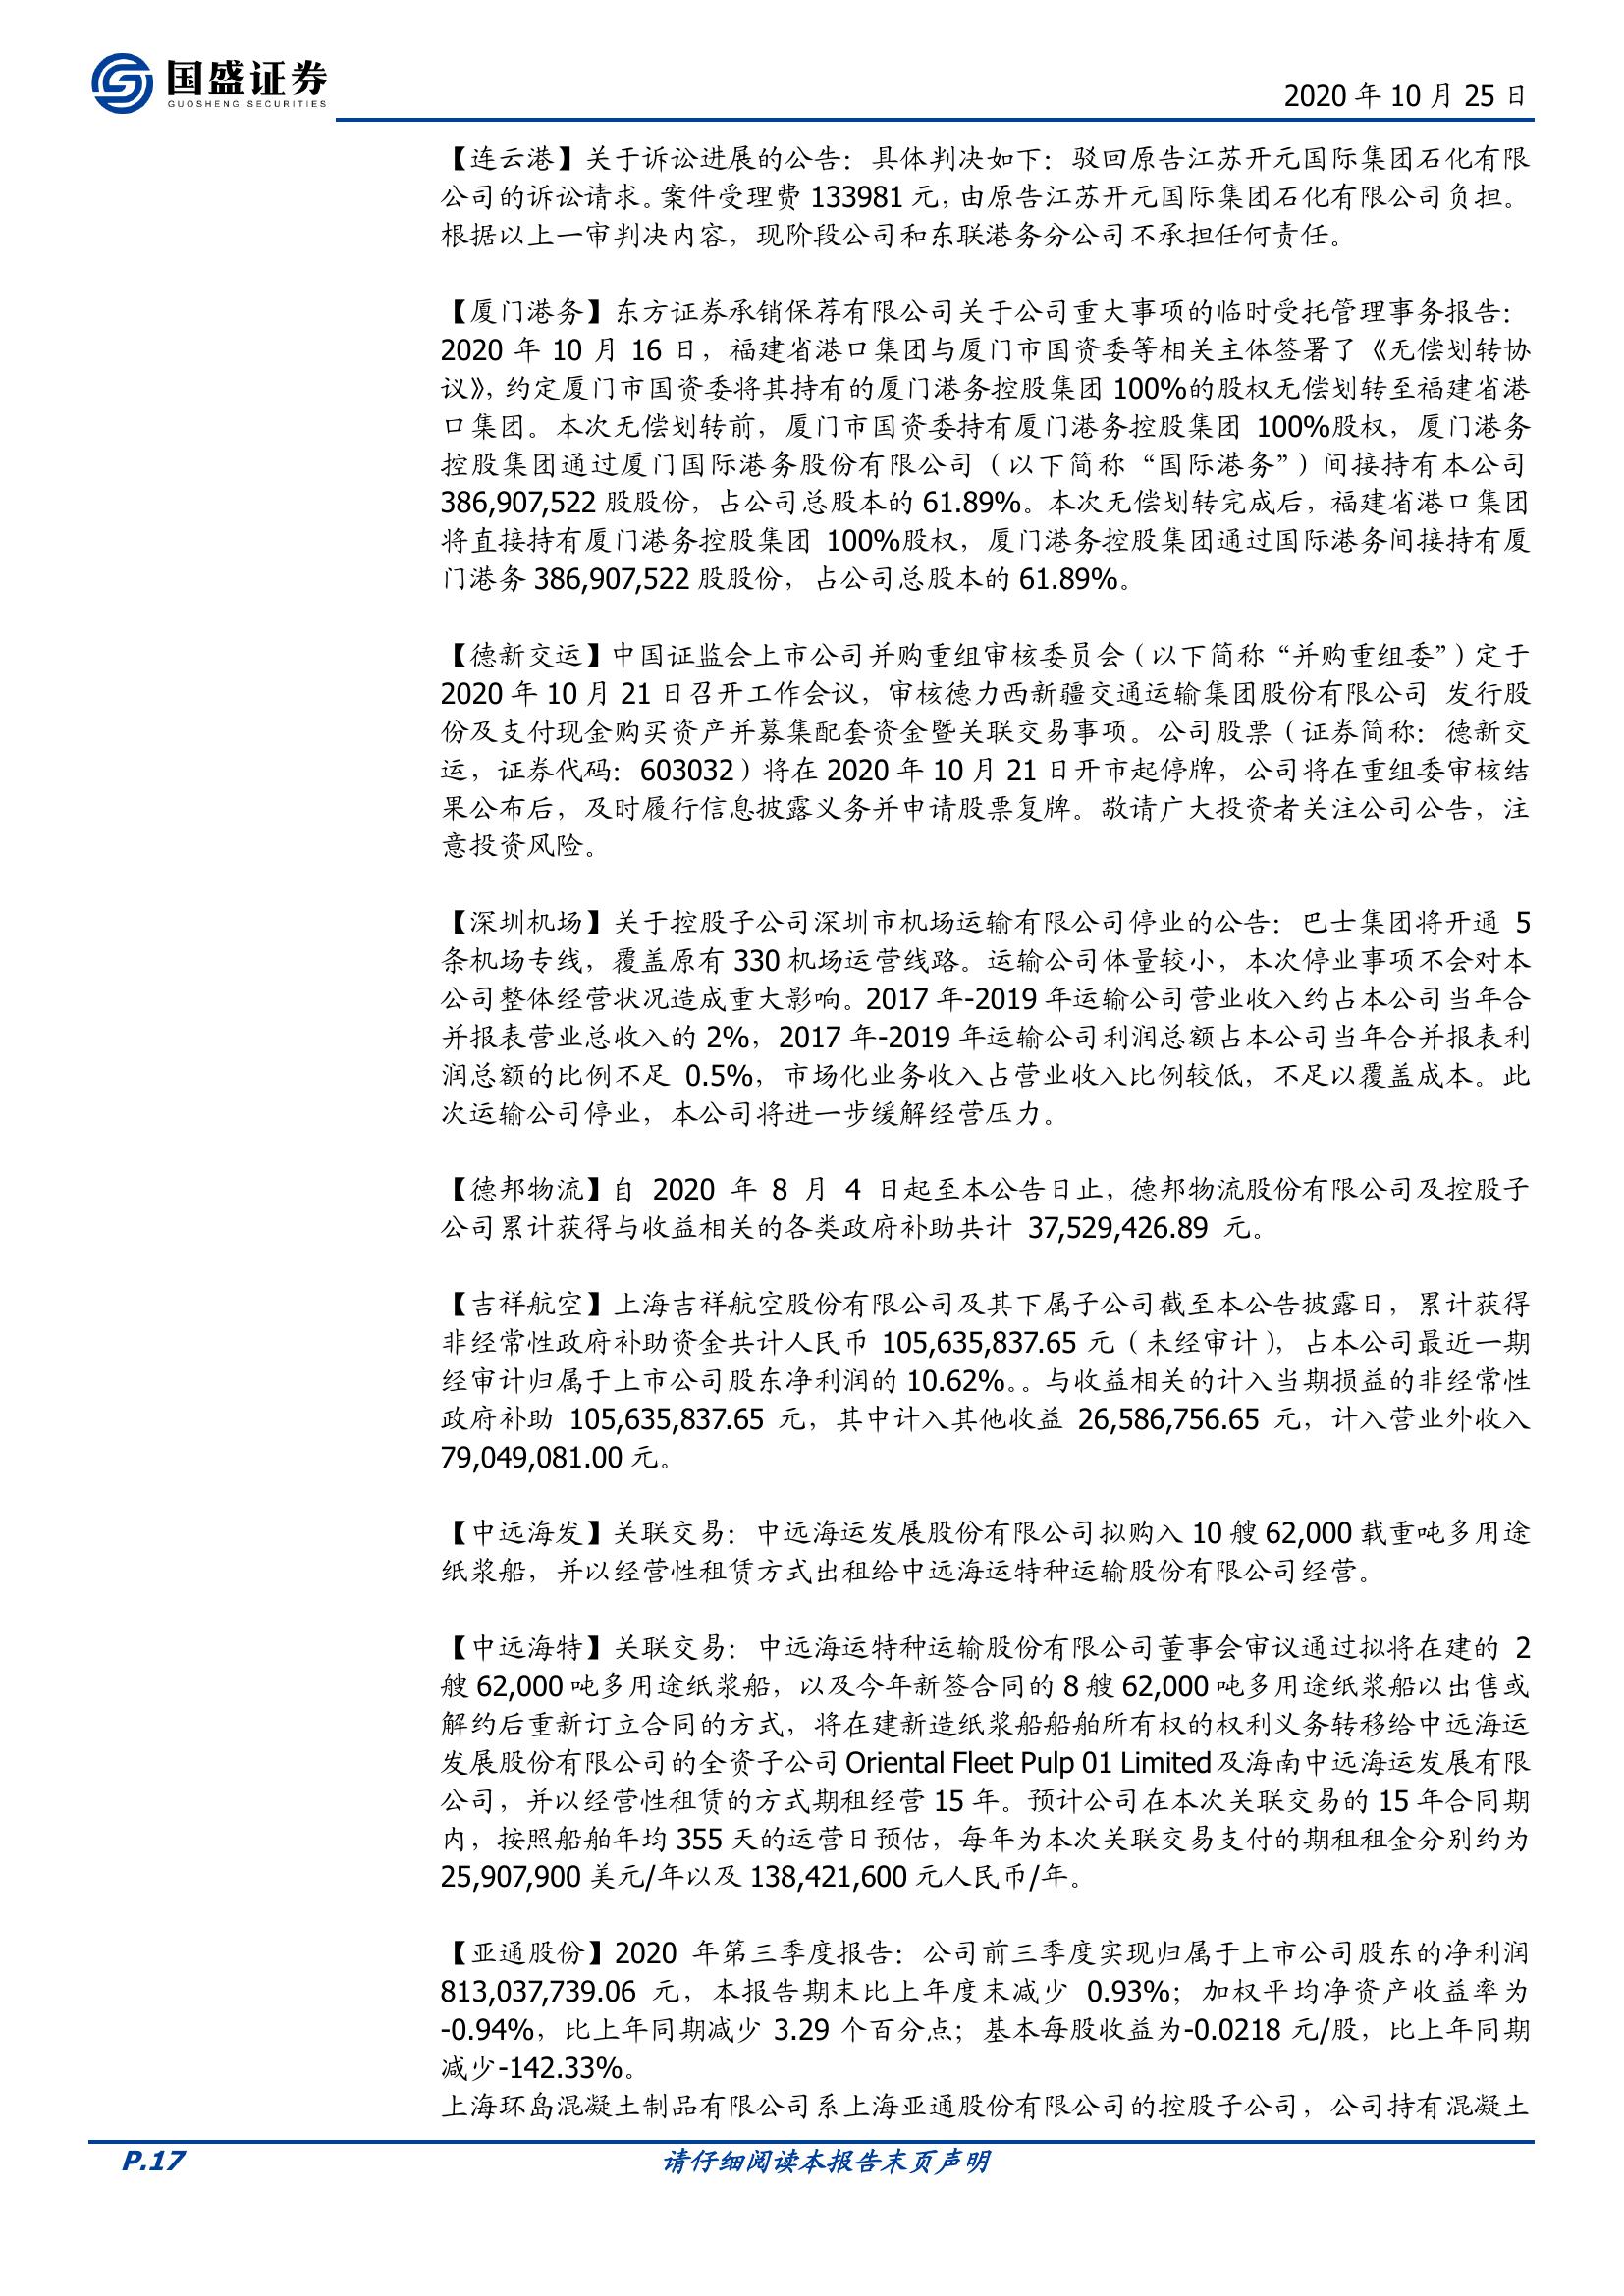 国盛证券
GUOSHENG SECURITIES
2020 年 10 月 25 日
【连云港】关于诉讼进展的公告：具体判决如下：驳回原告江苏开元国际集团石化有限
公司的诉讼请求。案件受理费 133981 元，由原告江苏开元国际集团石化有限公司负担。
根据以上一审判决内容，现阶段公司和东联港务分公司不承担任何责任。
【厦门港务】东方证券承销保荐有限公司关于公司重大事项的临时受托管理事务报告：
2020 年 10 月 16 日，福建省港口集团与厦门市国资委等相关主体签署了《无偿划转协
议》，约定厦门市国资委将其持有的厦门港务控股集团 100%的股权无偿划转至福建省港
口集团。本次无偿划转前，厦门市国资委持有厦门港务控股集团 100%股权，厦门港务
控股集团通过厦门国际港务股份有限公司（以下简称“国际港务”）间接持有本公司
386,907,522 股股份，占公司总股本的 61.89%。本次无偿划转完成后，福建省港口集团
将直接持有厦门港务控股集团 100%股权，厦门港务控股集团通过国际港务间接持有厦
门港务 386,907,522 股股份，占公司总股本的 61.89%。
【德新交运】中国证监会上市公司并购重组审核委员会（以下简称“并购重组委”）定于
2020 年 10 月 21 日召开工作会议，审核德力西新疆交通运输集团股份有限公司 发行股
份及支付现金购买资产并募集配套资金暨关联交易事项。公司股票（证券简称：德新交
运，证券代码：603032）将在 2020 年 10 月 21 日开市起停牌，公司将在重组委审核结
果公布后，及时履行信息披露义务并申请股票复牌。敬请广大投资者关注公司公告，注
意投资风险。
【深圳机场】关于控股子公司深圳市机场运输有限公司停业的公告：巴士集团将开通 5
条机场专线，覆盖原有 330 机场运营线路。运输公司体量较小，本次停业事项不会对本
公司整体经营状况造成重大影响。2017 年-2019 年运输公司营业收入约占本公司当年合
并报表营业总收入的 2%，2017 年-2019 年运输公司利润总额占本公司当年合并报表利
润总额的比例不足 0.5%，市场化业务收入占营业收入比例较低，不足以覆盖成本。此
次运输公司停业，本公司将进一步缓解经营压力。
【德邦物流】自 2020 年 8 月 4 日起至本公告日止，德邦物流股份有限公司及控股子
公司累计获得与收益相关的各类政府补助共计 37,529,426.89 元。
【吉祥航空】上海吉祥航空股份有限公司及其下属子公司截至本公告披露日，累计获得
非经常性政府补助资金共计人民币 105,635,837.65 元（未经审计），占本公司最近一期
经审计归属于上市公司股东净利润的 10.62%。。与收益相关的计入当期损益的非经常性
政府补助 105,635,837.65 元，其中计入其他收益 26,586,756.65 元，计入营业外收入
79,049,081.00 元。
【中远海发】关联交易：中远海运发展股份有限公司拟购入 10 艘 62,000 载重吨多用途
纸浆船，并以经营性租赁方式出租给中远海运特种运输股份有限公司经营。
【中远海特】关联交易：中远海运特种运输股份有限公司董事会审议通过拟将在建的 2
艘 62,000 吨多用途纸浆船，以及今年新签合同的 8 艘 62,000 吨多用途纸浆船以出售或
解约后重新订立合同的方式，将在建新造纸浆船船舶所有权的权利义务转移给中远海运
发展股份有限公司的全资子公司 Oriental Fleet Pulp 01 Limited 及海南中远海运发展有限
公司，并以经营性租赁的方式期租经营 15 年。预计公司在本次关联交易的 15 年合同期
内，按照船舶年均 355 天的运营日预估，每年为本次关联交易支付的期租租金分别约为
25,907,900 美元/年以及 138,421,600 元人民币/年。
【亚通股份】2020 年第三季度报告：公司前三季度实现归属于上市公司股东的净利润
813,037,739.06 元，本报告期末比上年度末减少 0.93%；加权平均净资产收益率为
-0.94%，比上年同期减少 3.29 个百分点；基本每股收益为-0.0218 元/股，比上年同期
减少-142.33%。
上海环岛混凝土制品有限公司系上海亚通股份有限公司的控股子公司，公司持有混凝土
P.17
请仔细阅读本报告末页声明